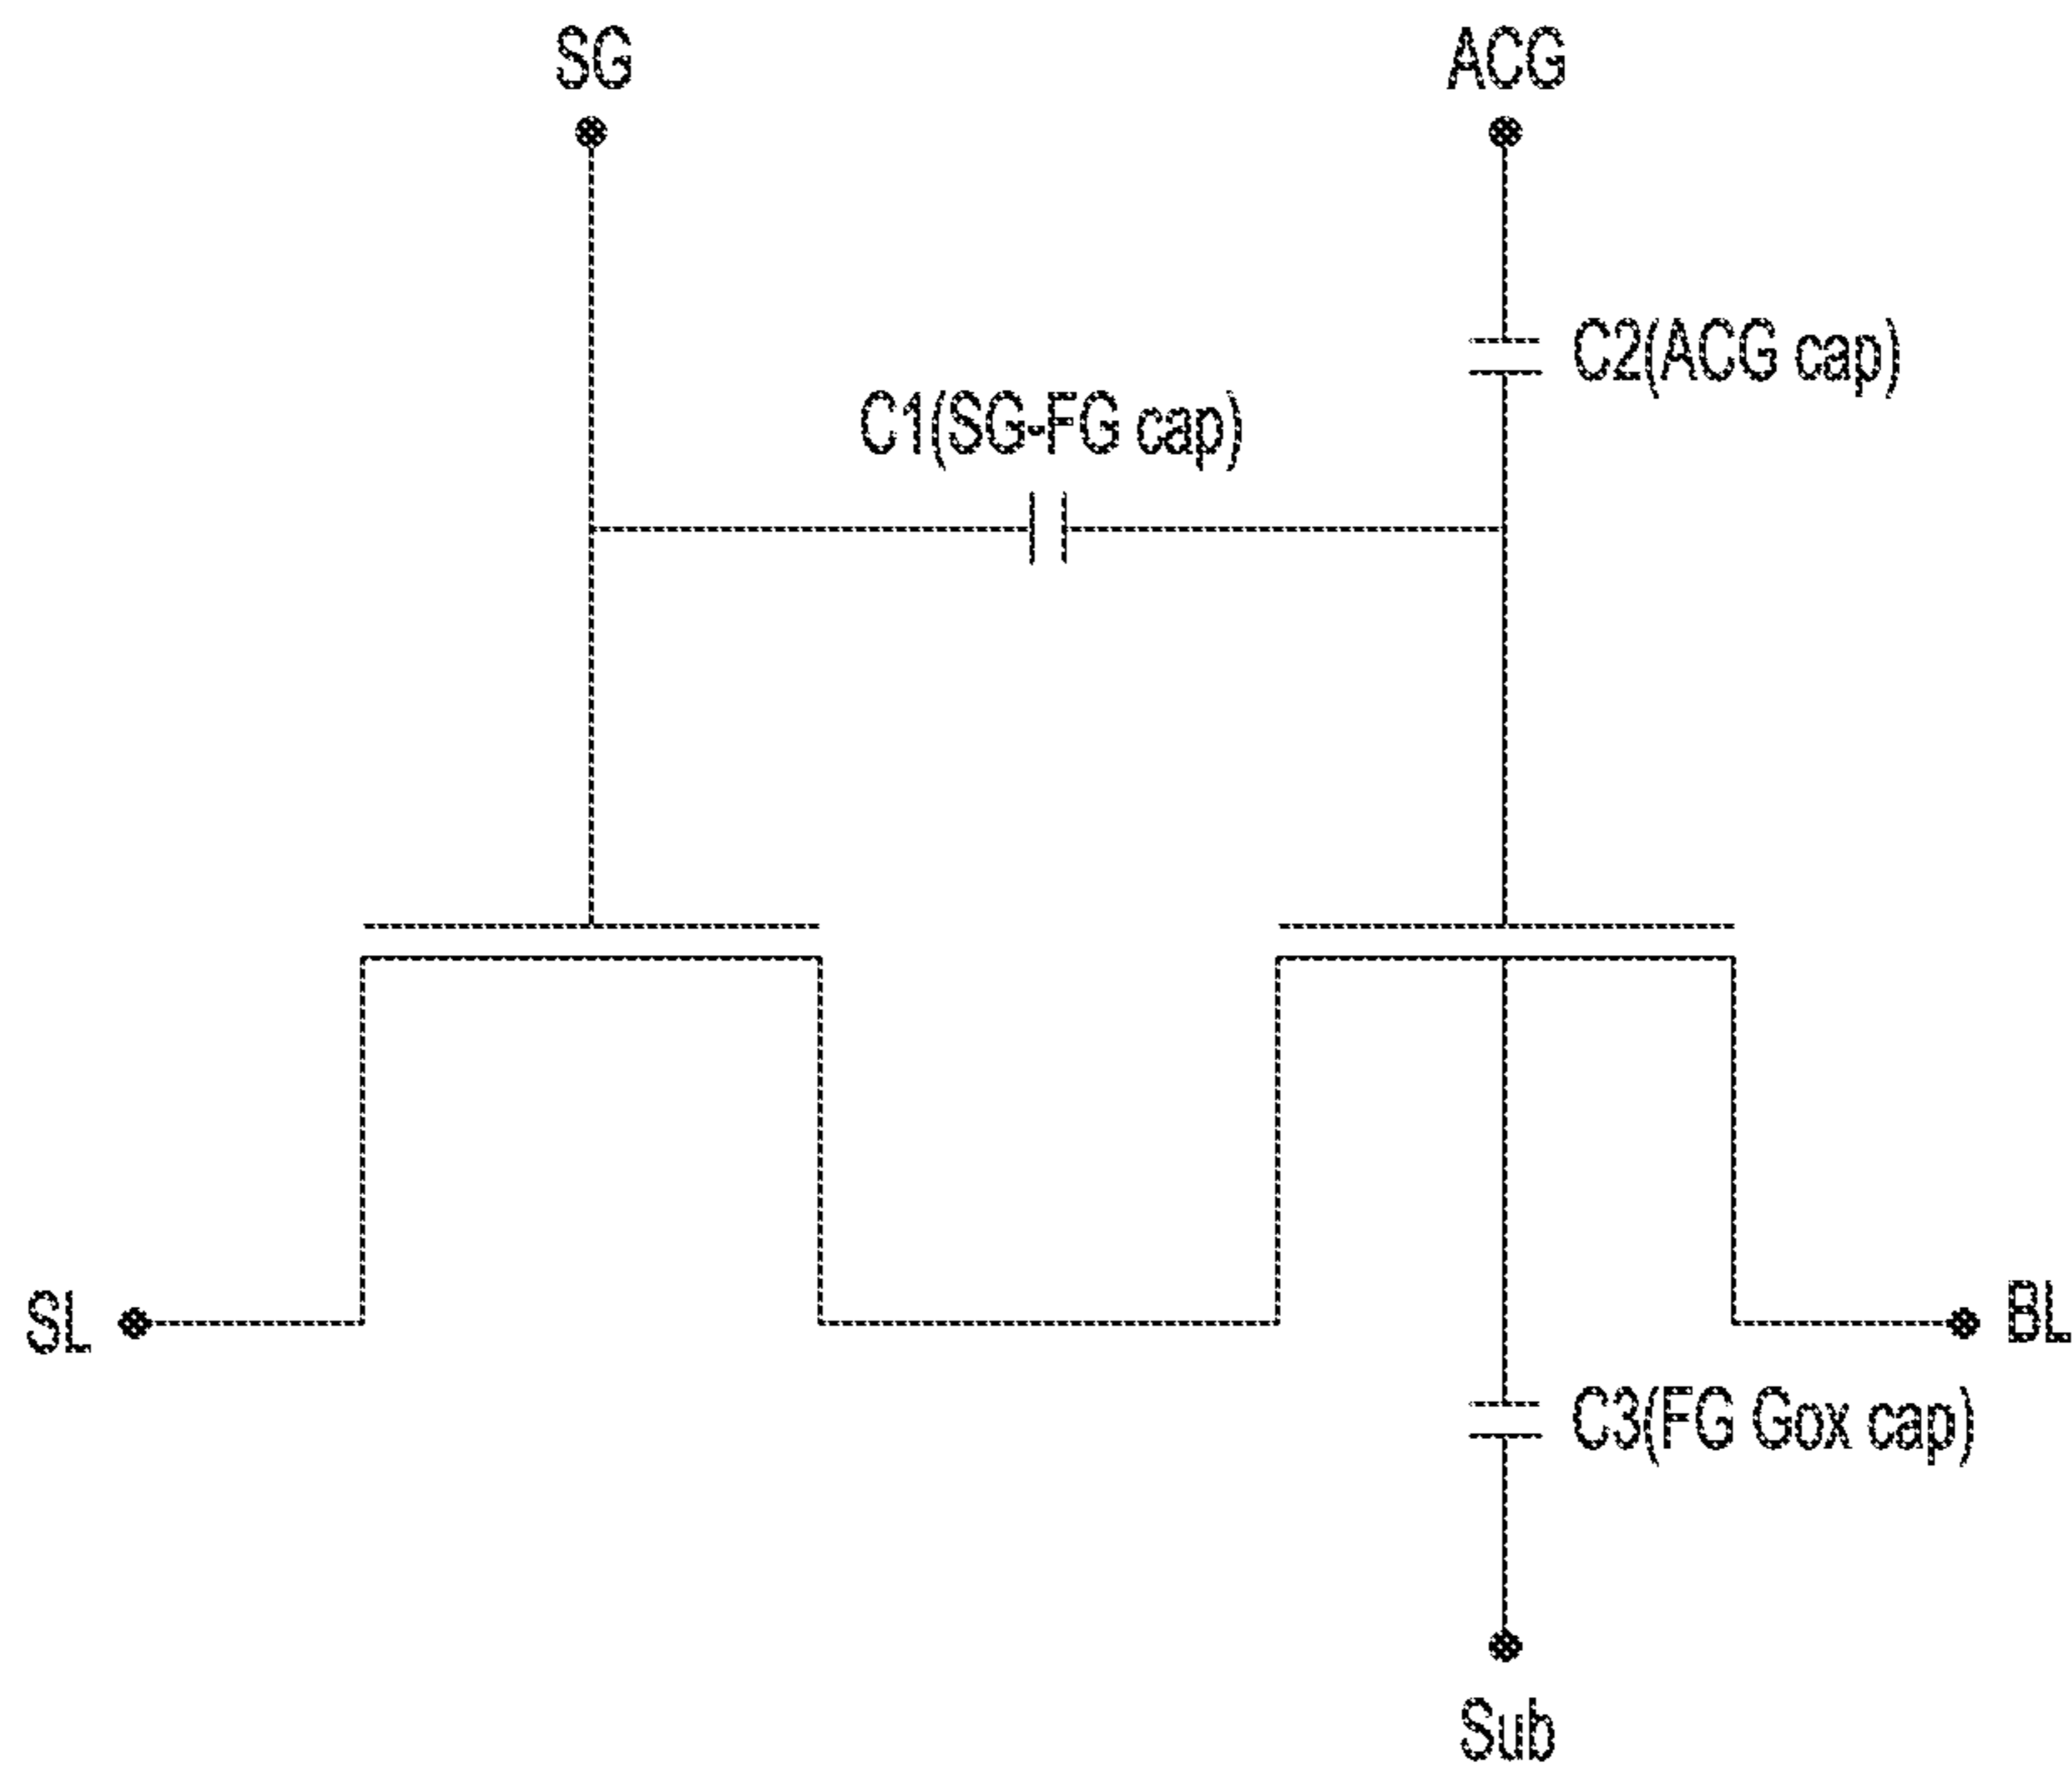 SG
ACG
C2(ACG cap)
C1(SG-FG cap)
SL
BL
C3(FG Gox cap)
Sub